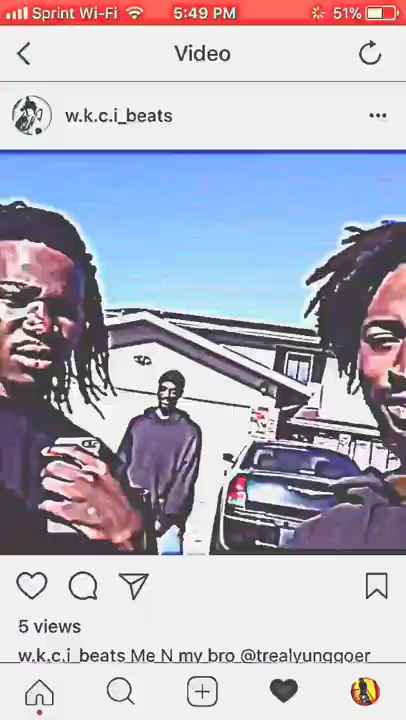 Sprint Wi-Fi 5:49 PM 51%
Video
w.k.c.i_beats
5 views
w.k.c.i_beats Me N my bro @trealyunggoer